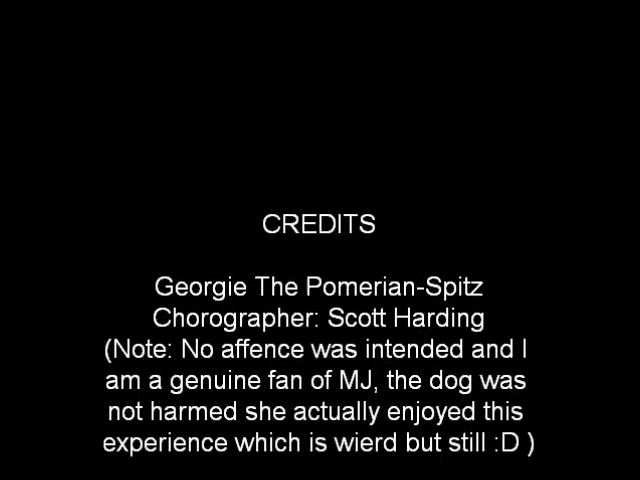 CREDITS
Georgie The Pomerian-Spitz
Chorographer: Scott Harding
(Note: No affence was intended and I
am a genuine fan of MJ, the dog was
not harmed she actually enjoyed this
experience which is wierd but still :D )